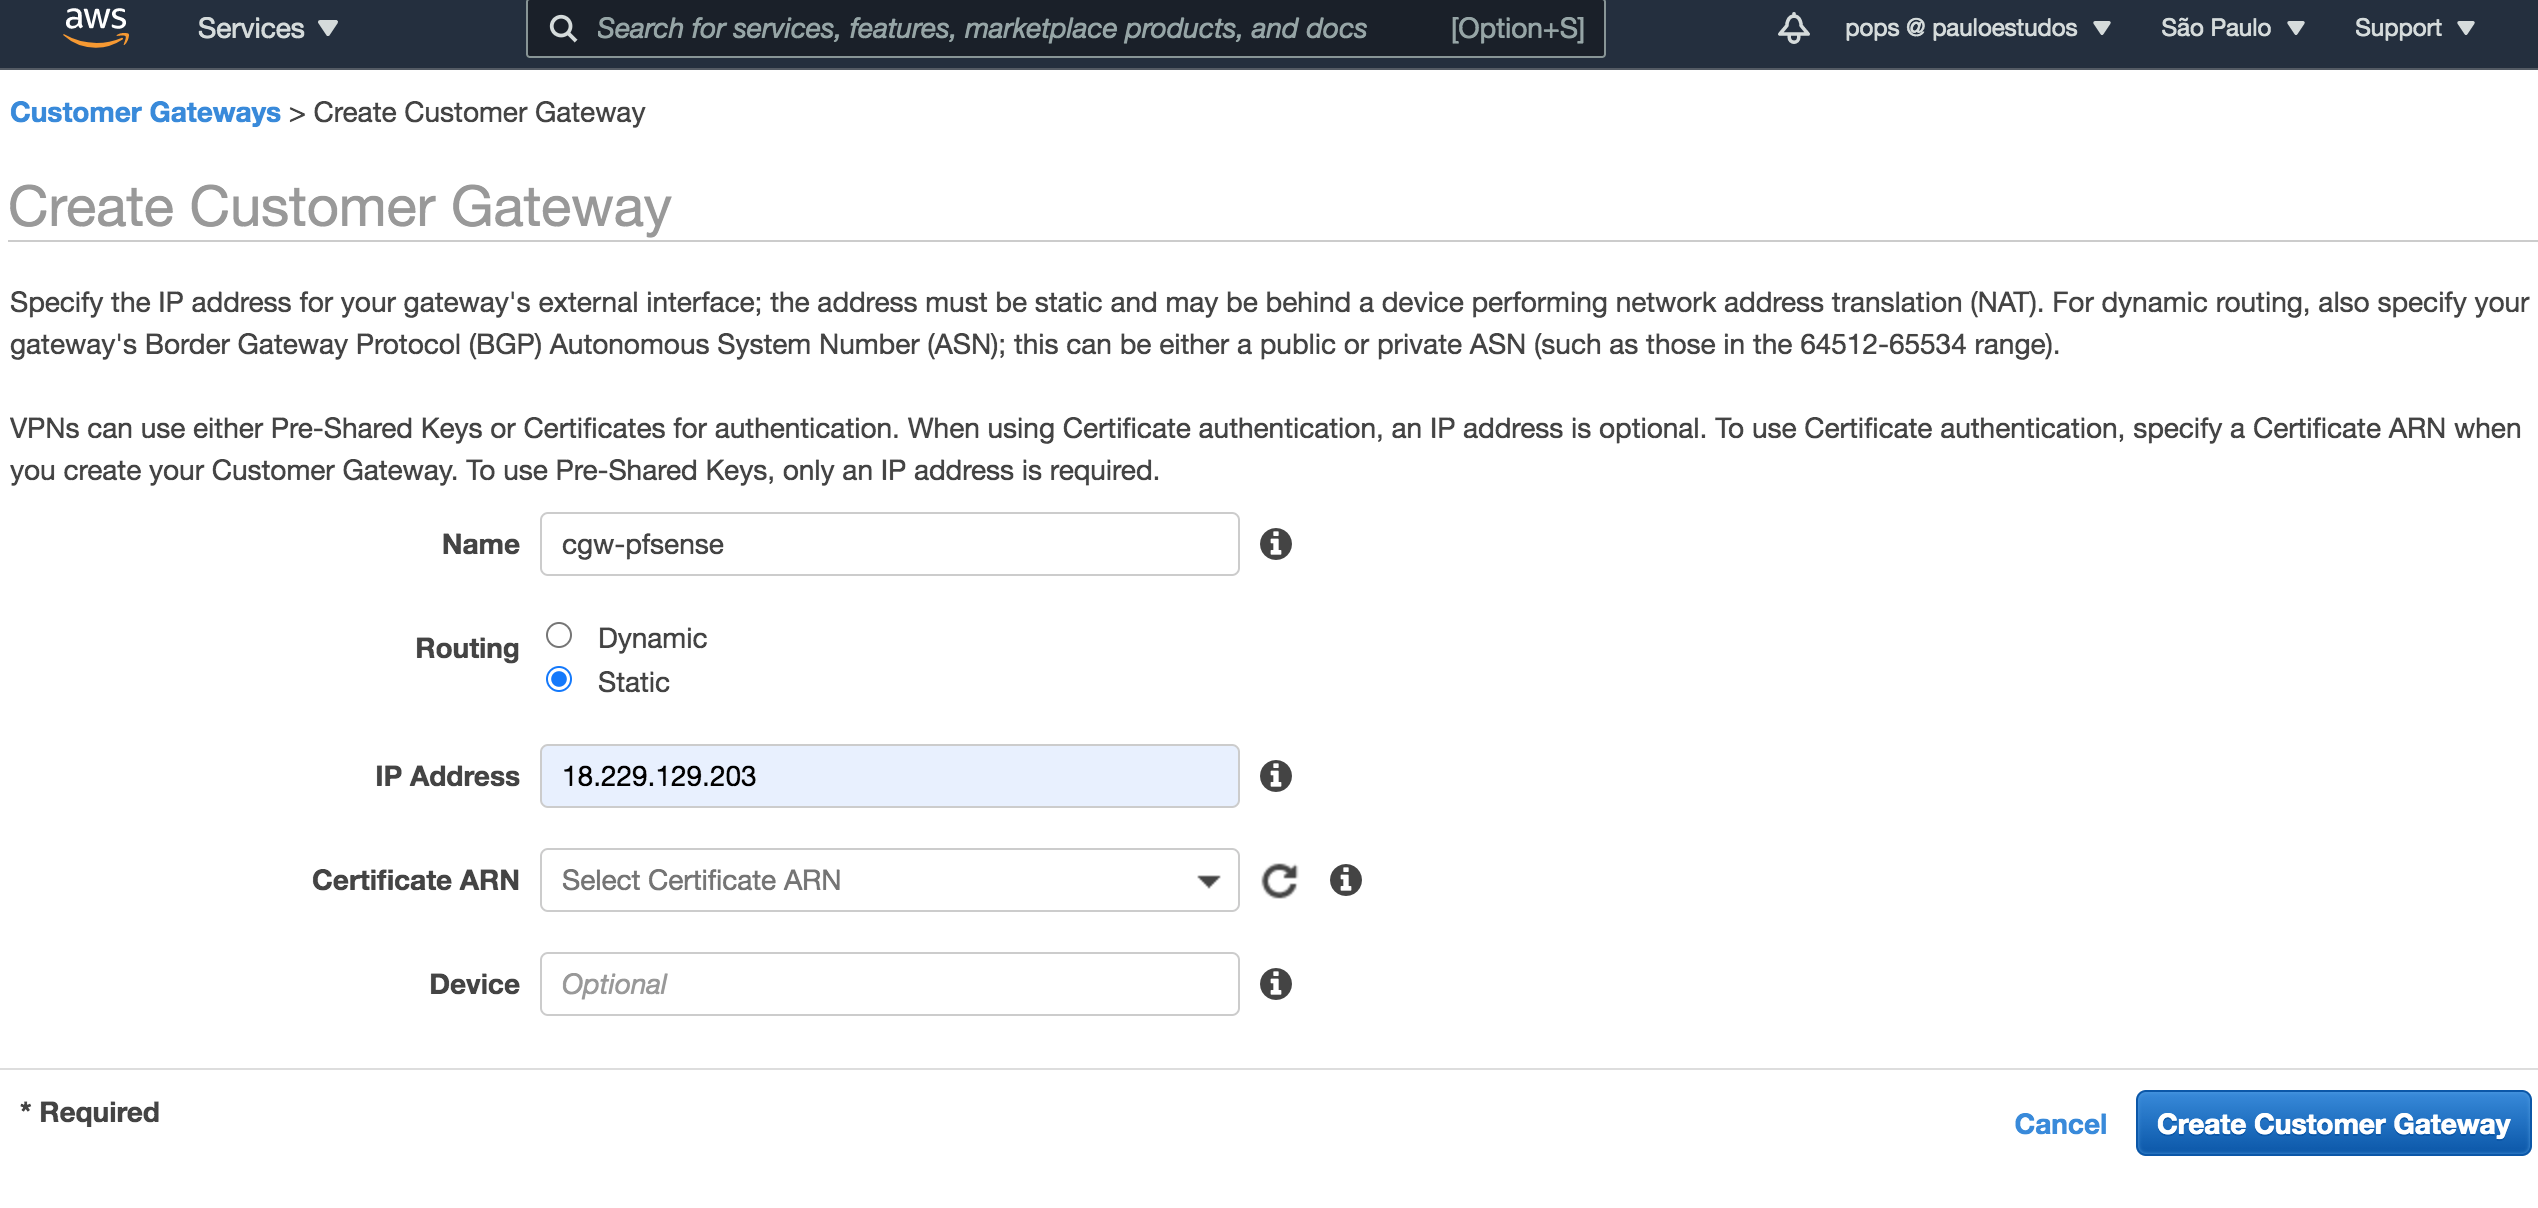 aws Services Search for services, features, marketplace products, and docs [Option+S] pops @ pauloestudos São Paulo Support
Customer Gateways > Create Customer Gateway
Create Customer Gateway
Specify the IP address for your gateway's external interface; the address must be static and may be behind a device performing network address translation (NAT). For dynamic routing, also specify your
gateway's Border Gateway Protocol (BGP) Autonomous System Number (ASN); this can be either a public or private ASN (such as those in the 64512-65534 range).
VPNs can use either Pre-Shared Keys or Certificates for authentication. When using Certificate authentication, an IP address is optional. To use Certificate authentication, specify a Certificate ARN when
you create your Customer Gateway. To use Pre-Shared Keys, only an IP address is required.
Name cgw-pfsense
Routing Dynamic
Static
IP Address 18.229.129.203
Certificate ARN Select Certificate ARN
Device Optional
* Required
Cancel Create Customer Gateway